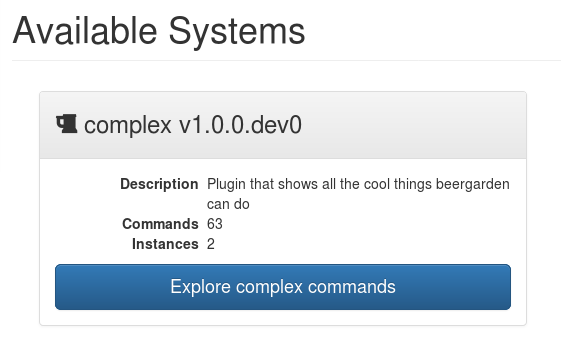 Available Systems
complex v1.0.0.dev0
Description Plugin that shows all the cool things beergarden
can do
Commands 63
Instances 2
Explore complex commands